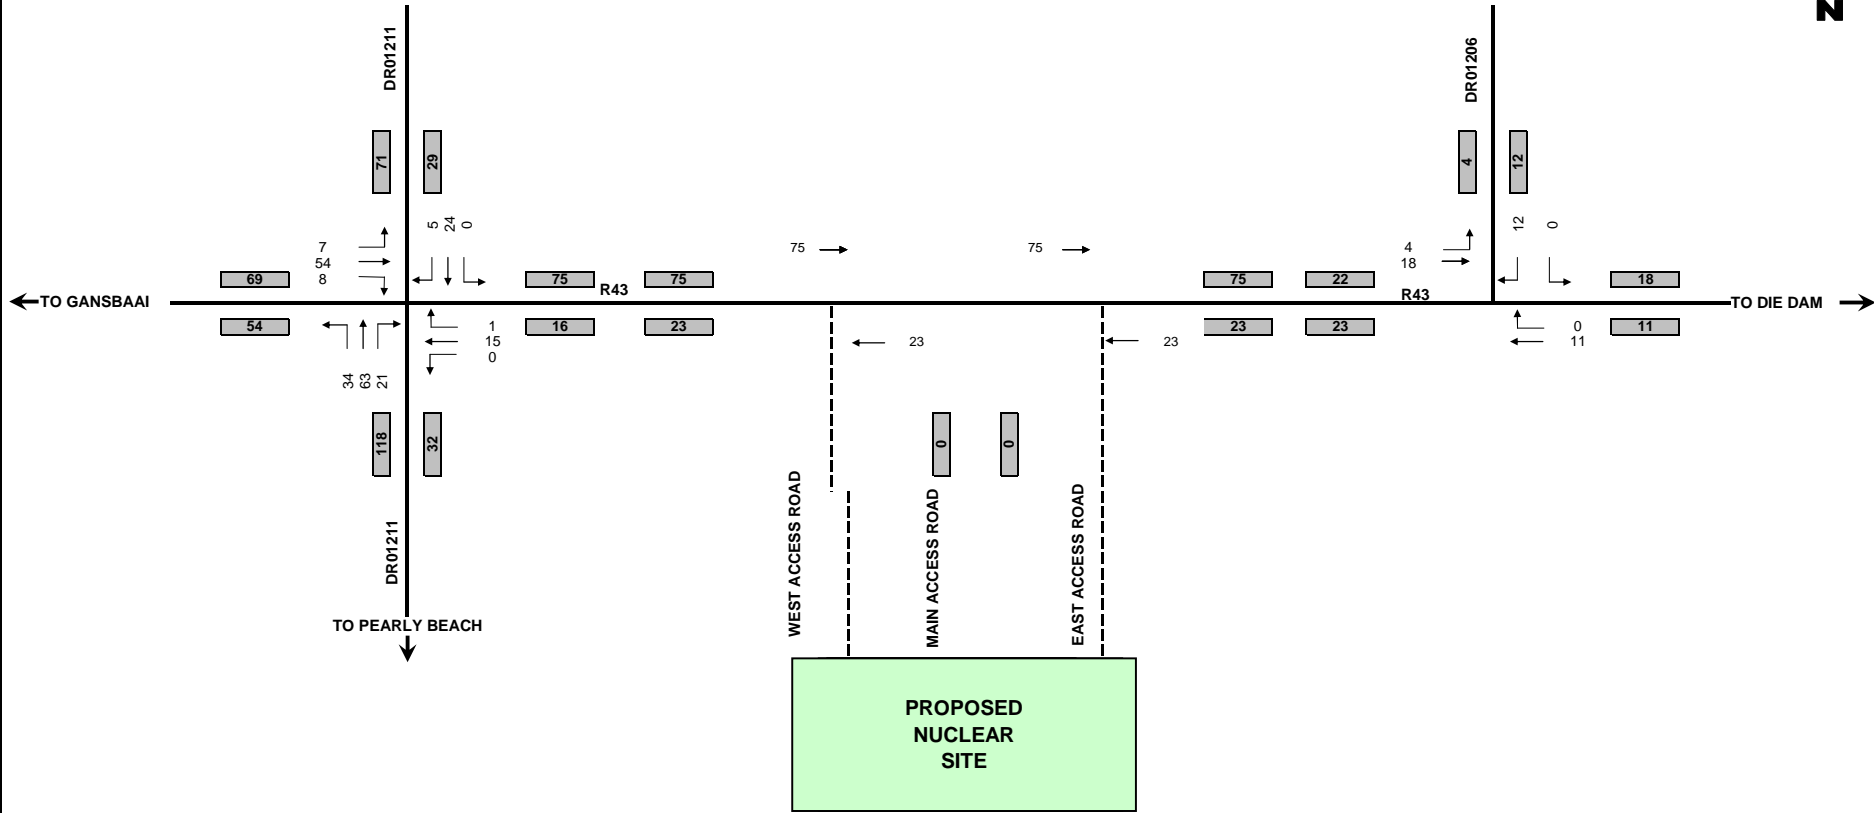 N
DR01211
DR01206
71
29
4
12
5
24
0
12
0
7
54
8
75
75
4
18
69
75
R43
75
75
22
R43
18
TO GANSBAAI
TO DIE DAM
54
16
23
23
23
11
1
15
0
23
23
0
11
34
63
21
118
32
0
0
DR01211
WEST ACCESS ROAD
MAIN ACCESS ROAD
EAST ACCESS ROAD
TO PEARLY BEACH
PROPOSED
NUCLEAR
SITE